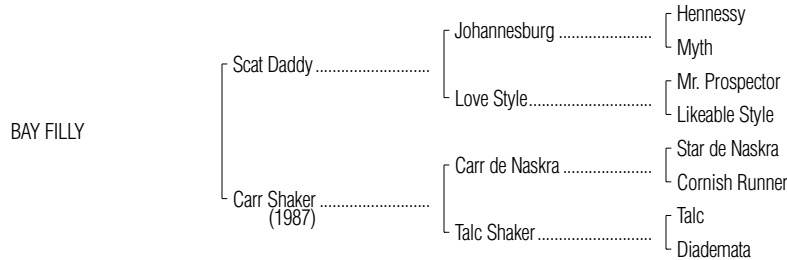 Hennessy
Johannesburg ......................
Myth
Scat Daddy ...........................
Mr. Prospector
Love Style.............................
Likeable Style
BAY FILLY
Star de Naskra
Carr de Naskra .....................
Cornish Runner
Carr Shaker ..........................
(1987)
Talc
Talc Shaker...........................
Diademata